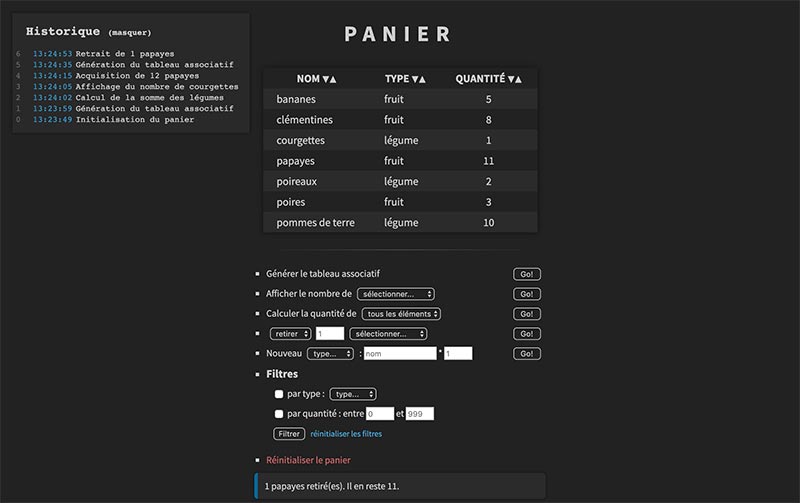 Historique (masquer)
6 13:24:53 Retrait de 1 papayes
5 13:24:35 Génération du tableau associatif
4 13:24:15 Acquisition de 12 papayes
3 13:24:05 Affichage du nombre de courgettes
2 13:24:02 Calcul de la somme des légumes
1 13:23:59 Génération du tableau associatif
0 13:23:49 Initialisation du panier
PANIER
NOM ▼▲ TYPE ▼▲ QUANTITÉ ▼▲
bananes fruit 5
clémentines fruit 8
courgettes légume 1
papayes fruit 11
poireaux légume 2
poires fruit 3
pommes de terre légume 10
Générer le tableau associatif Go!
Afficher le nombre de sélectionner... Go!
Calculer la quantité de tous les éléments Go!
retirer 1 sélectionner... Go!
Nouveau type... : nom * 1 Go!
Filtres
par type : type...
par quantité : entre 0 et 999
Filtrer réinitialiser les filtres
Réinitialiser le panier
1 papayes retiré(es). Il en reste 11.